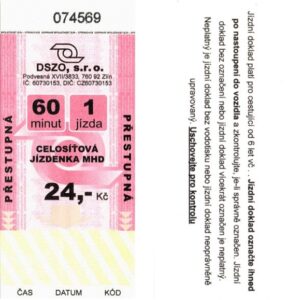 074569
DSZO, s.r.o.
Podvesná XVII/3833, 760 92 Zlín
IČ: 60730153, DIČ: CZ60730153
PŘESTUPNÁ
60 minut
1 jízda
PŘESTUPNÁ
CELOSÍŤOVÁ
JÍZDENKA MHD
24,- Kč
ČAS DATUM KÓD
Jízdní doklad platí pro cestující od 6 let vč. . Jízdní doklad označte ihned
po nastoupení do vozidla a zkontrolujte, je-li správně označen. Jízdní
doklad bez označení nebo jízdní doklad vícekrát označen je neplatný.
Neplatný je jízdní doklad bez vodotisku nebo jízdní doklad neoprávněně
upravovaný. Uschovejte pro kontrolu